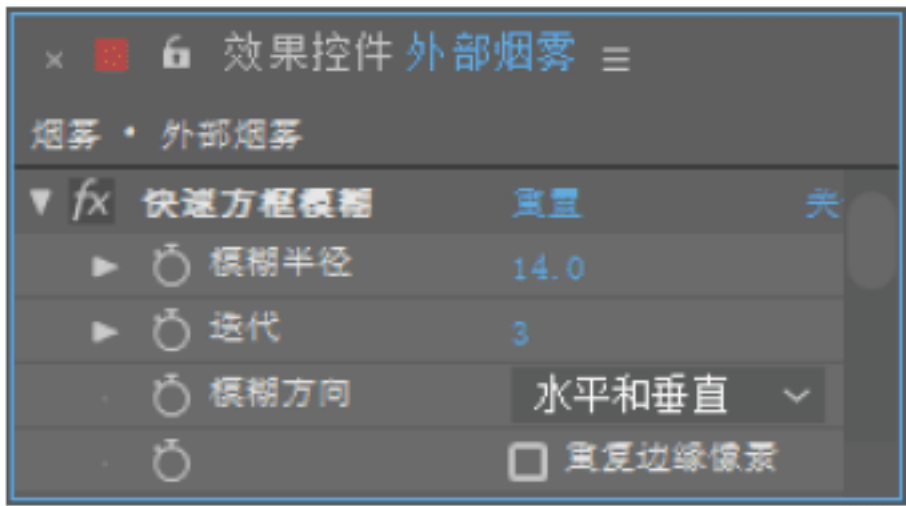 × 效果控件 外部烟雾 ≡
烟雾 • 外部烟雾
fx 快速方框模糊 重置 关
模糊半径 14.0
迭代 3
模糊方向 水平和垂直
重复边缘像素